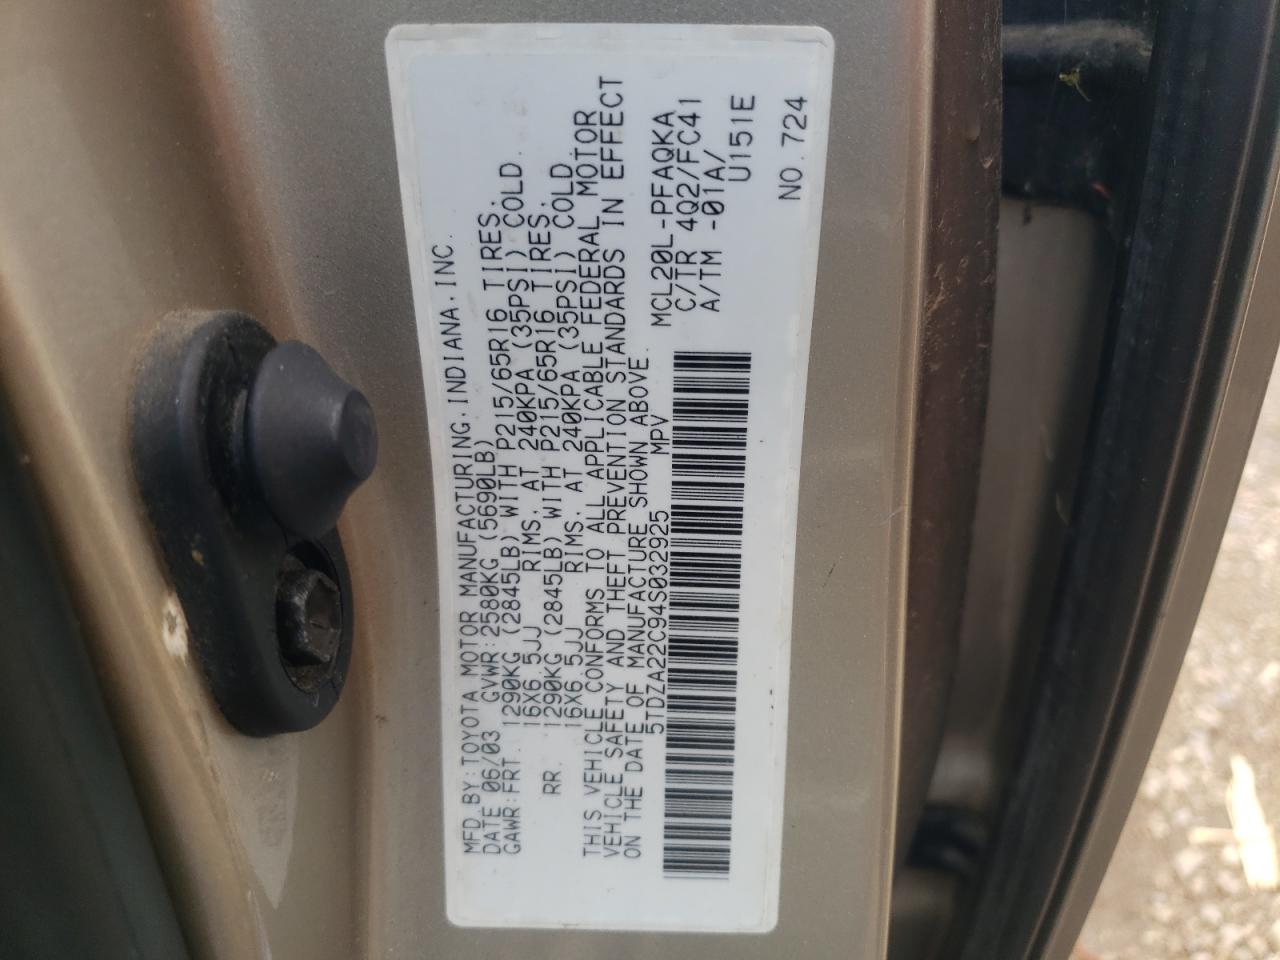 MFD.BY:TOYOTA MOTOR MANUFACTURING,INDIANA,INC.
DATE 06/03 GVWR:2580KG (5690LB)
GAWR:FRT. 1290KG (2845LB) WITH P215/65R16 TIRES,
16X6.5JJ RIMS, AT 240KPA (35PSI) COLD.
RR. 1290KG (2845LB) WITH P215/65R16 TIRES,
16X6.5JJ RIMS, AT 240KPA (35PSI) COLD.
THIS VEHICLE CONFORMS TO ALL APPLICABLE FEDERAL MOTOR
VEHICLE SAFETY AND THEFT PREVENTION STANDARDS IN EFFECT
ON THE DATE OF MANUFACTURE SHOWN ABOVE.
5TDZA22C94S032925 MPV
MCL20L-PFAQKA
C/TR 4Q2/FC41
A/TM -01A/
U151E
NO.724